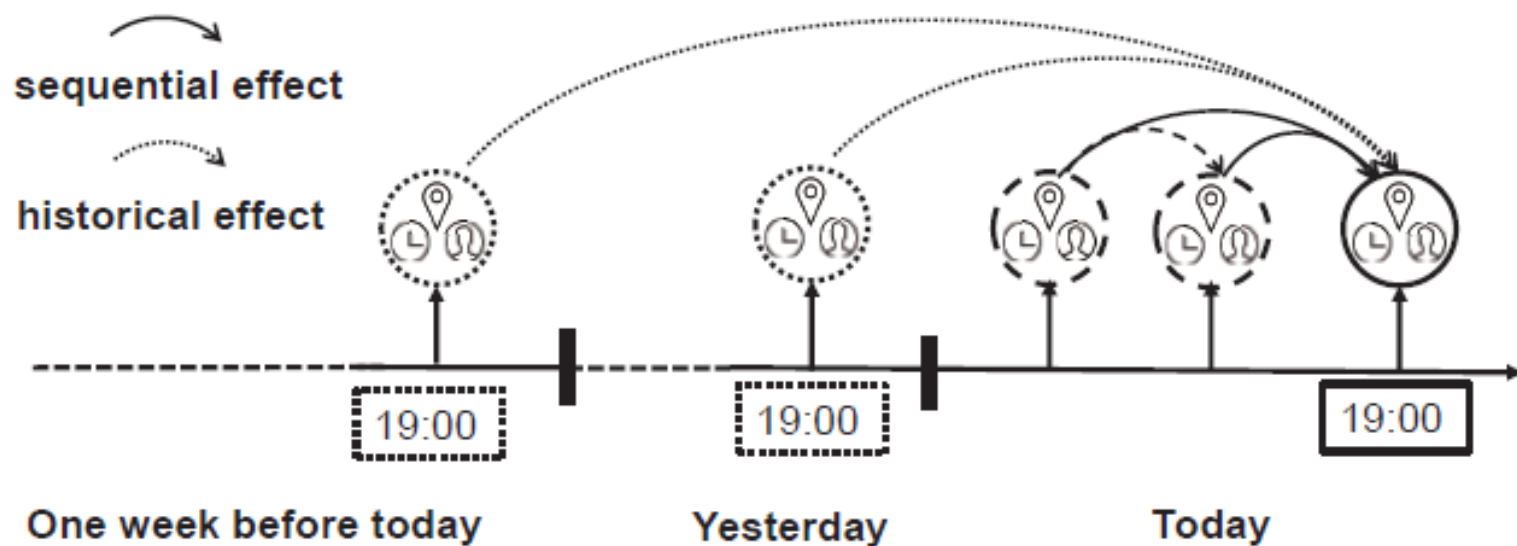 sequential effect
historical effect
19:00
19:00
19:00
One week before today
Yesterday
Today